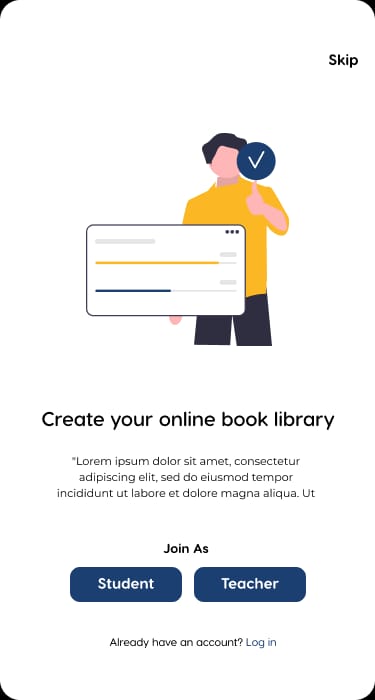 Skip
Create your online book library
"Lorem ipsum dolor sit amet, consectetur
adipiscing elit, sed do eiusmod tempor
incididunt ut labore et dolore magna aliqua. Ut
Join As
Student
Teacher
Already have an account? Log in